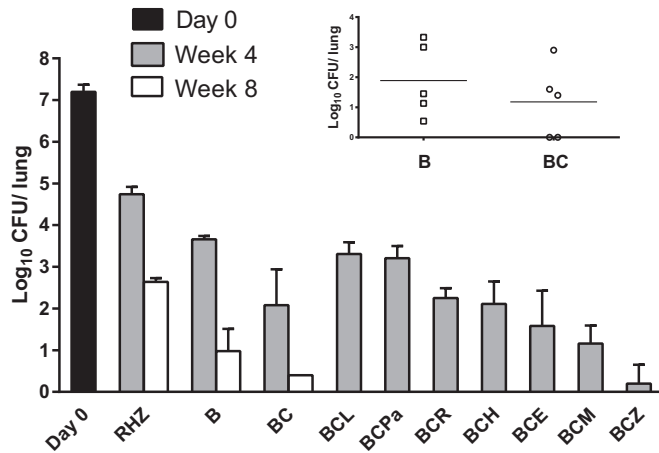 Day 0
Week 4
Week 8
Log10 CFU/ lung
8
7
6
5
4
3
2
1
0
Day 0
RHZ
B
BC
BCL
BCPa
BCR
BCH
BCE
BCM
BCZ
Log10 CFU/ lung
4
3
2
1
0
B
BC